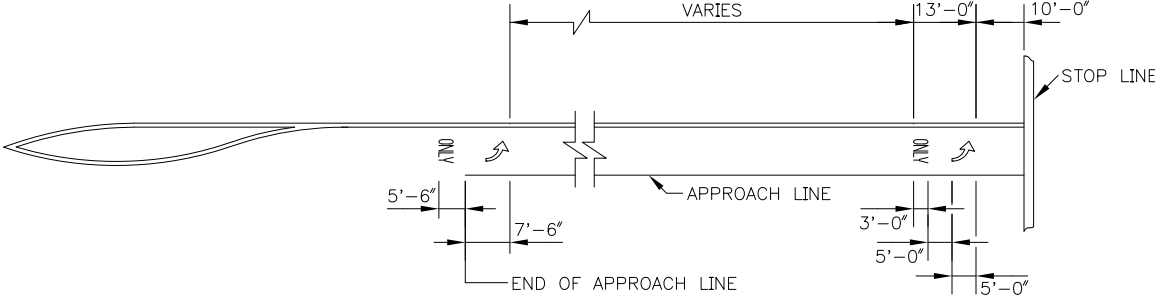 VARIES
13'-0"
10'-0"
STOP LINE
ONLY
ONLY
5'-6"
APPROACH LINE
3'-0"
7'-6"
5'-0"
END OF APPROACH LINE
5'-0"